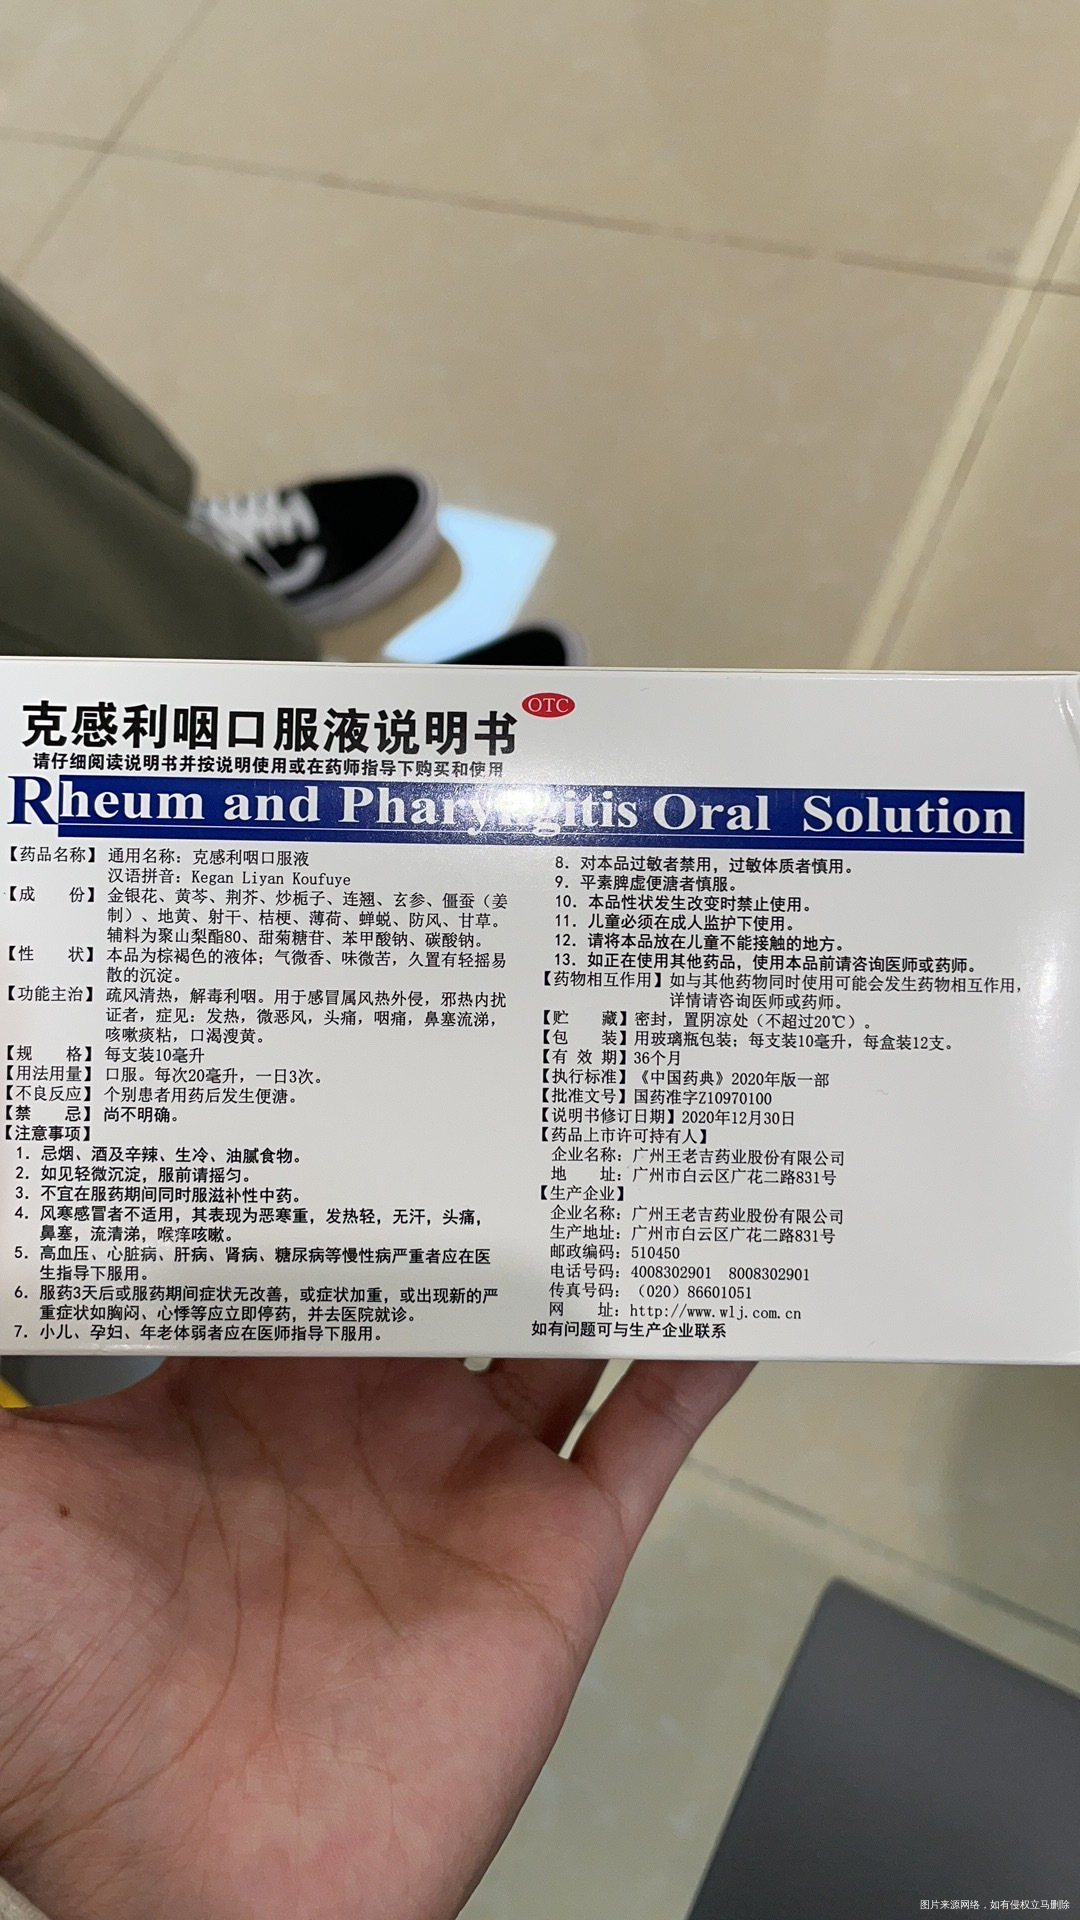 克感利咽口服液说明书
OTC
请仔细阅读说明书并按说明使用或在药师指导下购买和使用
Rheum and Pharyngitis Oral Solution
【药品名称】通用名称：克感利咽口服液
汉语拼音：Kegan Liyan Koufuye
【成 份】金银花、黄芩、荆芥、炒栀子、连翘、玄参、僵蚕（姜
制）、地黄、射干、桔梗、薄荷、蝉蜕、防风、甘草。
辅料为聚山梨酯80、甜菊糖苷、苯甲酸钠、碳酸钠。
【性 状】本品为棕褐色的液体；气微香、味微苦，久置有轻摇易
散的沉淀。
【功能主治】疏风清热，解毒利咽。用于感冒属风热外侵，邪热内扰
证者，症见：发热，微恶风，头痛，咽痛，鼻塞流涕，
咳嗽痰粘，口渴溲黄。
【规 格】每支装10毫升
【用法用量】口服。每次20毫升，一日3次。
【不良反应】个别患者用药后发生便溏。
【禁 忌】尚不明确。
【注意事项】
1．忌烟、酒及辛辣、生冷、油腻食物。
2．如见轻微沉淀，服前请摇匀。
3．不宜在服药期间同时服滋补性中药。
4．风寒感冒者不适用，其表现为恶寒重，发热轻，无汗，头痛，
鼻塞，流清涕，喉痒咳嗽。
5．高血压、心脏病、肝病、肾病、糖尿病等慢性病严重者应在医
生指导下服用。
6．服药3天后或服药期间症状无改善，或症状加重，或出现新的严
重症状如胸闷、心悸等应立即停药，并去医院就诊。
7．小儿、孕妇、年老体弱者应在医师指导下服用。
8．对本品过敏者禁用，过敏体质者慎用。
9．平素脾虚便溏者慎服。
10．本品性状发生改变时禁止使用。
11．儿童必须在成人监护下使用。
12．请将本品放在儿童不能接触的地方。
13．如正在使用其他药品，使用本品前请咨询医师或药师。
【药物相互作用】如与其他药物同时使用可能会发生药物相互作用，
详情请咨询医师或药师。
【贮 藏】密封，置阴凉处（不超过20℃）。
【包 装】用玻璃瓶包装；每支装10毫升，每盒装12支。
【有 效 期】36个月
【执行标准】《中国药典》2020年版一部
【批准文号】国药准字Z10970100
【说明书修订日期】2020年12月30日
【药品上市许可持有人】
企业名称：广州王老吉药业股份有限公司
地 址：广州市白云区广花二路831号
【生产企业】
企业名称：广州王老吉药业股份有限公司
生产地址：广州市白云区广花二路831号
邮政编码：510450
电话号码：4008302901 8008302901
传真号码：（020）86601051
网 址：http://www.wlj.com.cn
如有问题可与生产企业联系
图片来源网络，如有侵权立马删除